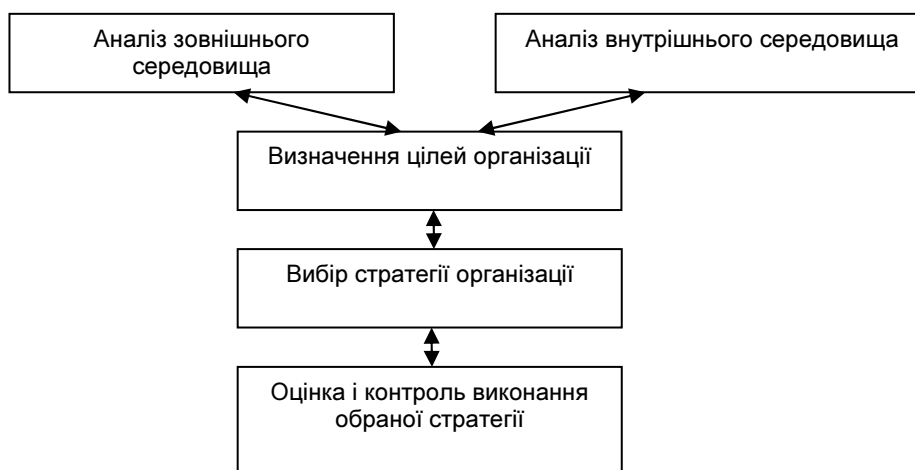 Аналіз зовнішнього
середовища
Аналіз внутрішнього середовища
Визначення цілей організації
Вибір стратегії організації
Оцінка і контроль виконання
обраної стратегії